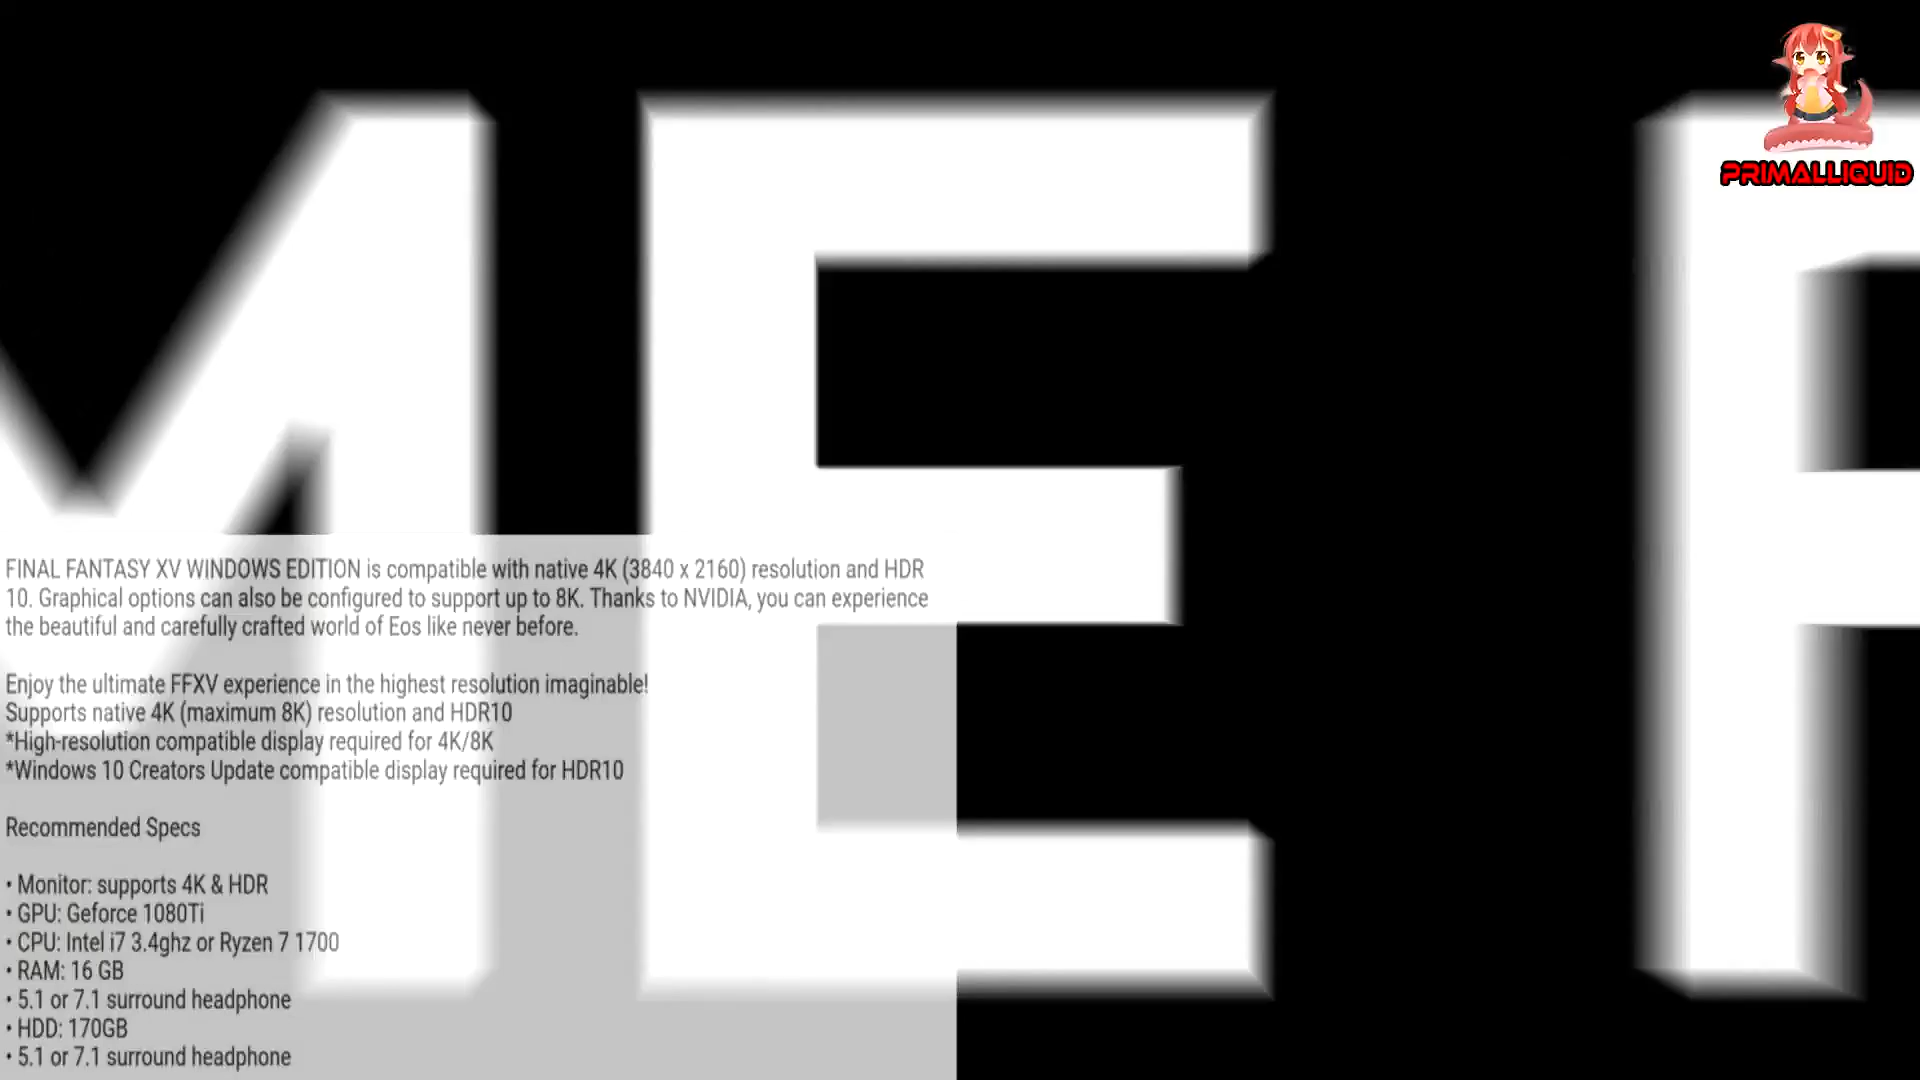 ME
PRIMALLIQUID
FINAL FANTASY XV WINDOWS EDITION is compatible with native 4K (3840 x 2160) resolution and HDR
10. Graphical options can also be configured to support up to 8K. Thanks to NVIDIA, you can experience
the beautiful and carefully crafted world of Eos like never before.
Enjoy the ultimate FFXV experience in the highest resolution imaginable!
Supports native 4K (maximum 8K) resolution and HDR10
*High-resolution compatible display required for 4K/8K
*Windows 10 Creators Update compatible display required for HDR10
Recommended Specs
• Monitor: supports 4K & HDR
• GPU: Geforce 1080Ti
• CPU: Intel i7 3.4ghz or Ryzen 7 1700
• RAM: 16 GB
• 5.1 or 7.1 surround headphone
• HDD: 170GB
• 5.1 or 7.1 surround headphone